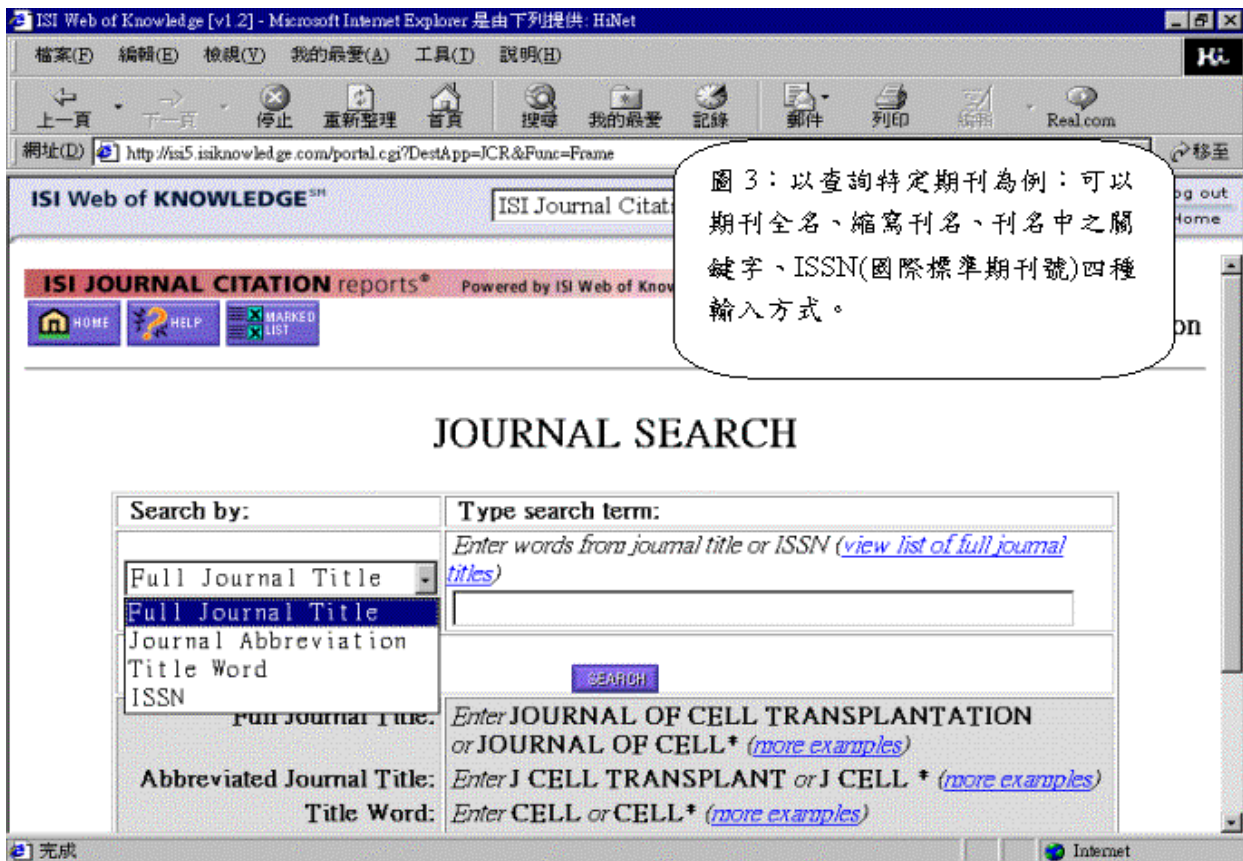 ISI Web of Knowledge [v1.2] - Microsoft Internet Explorer 是由下列提供: HiNet
檔案(F) 編輯(E) 檢視(V) 我的最愛(A) 工具(T) 說明(H)
Hi
上一頁 下一頁 停止 重新整理 首頁 搜尋 我的最愛 記錄 郵件 列印 編輯 Real.com
網址(D) http://isi5.isiknowledge.com/portal.cgi?DestApp=JCR&Func=Frame 移至
ISI Web of KNOWLEDGE SM
ISI Journal Citat
og out
Home
圖 3：以查詢特定期刊為例：可以
期刊全名、縮寫刊名、刊名中之關
鍵字、ISSN(國際標準期刊號)四種
輸入方式。
ISI JOURNAL CITATION reports® Powered by ISI Web of Know
HOME HELP MARKED LIST
on
JOURNAL SEARCH
Search by: Type search term:
Enter words from journal title or ISSN (view list of full journal
titles)
Full Journal Title
Full Journal Title
Journal Abbreviation
Title Word
ISSN
SEARCH
Full Journal Title: Enter JOURNAL OF CELL TRANSPLANTATION
or JOURNAL OF CELL* (more examples)
Abbreviated Journal Title: Enter J CELL TRANSPLANT or J CELL * (more examples)
Title Word: Enter CELL or CELL* (more examples)
完成 Internet